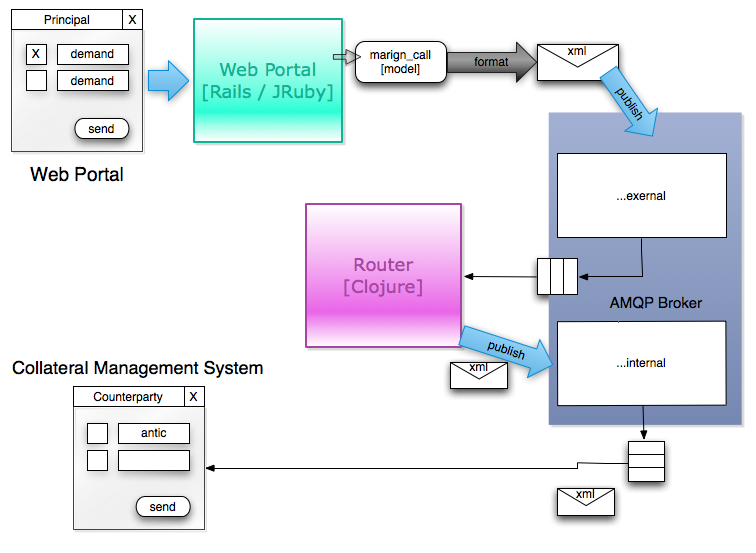 Principal X
X demand
demand
send
Web Portal
Web Portal
[Rails / JRuby]
marign_call
[model]
format
xml
publish
...exernal
AMQP Broker
...internal
Router
[Clojure]
publish
xml
Collateral Management System
Counterparty X
antic
send
xml